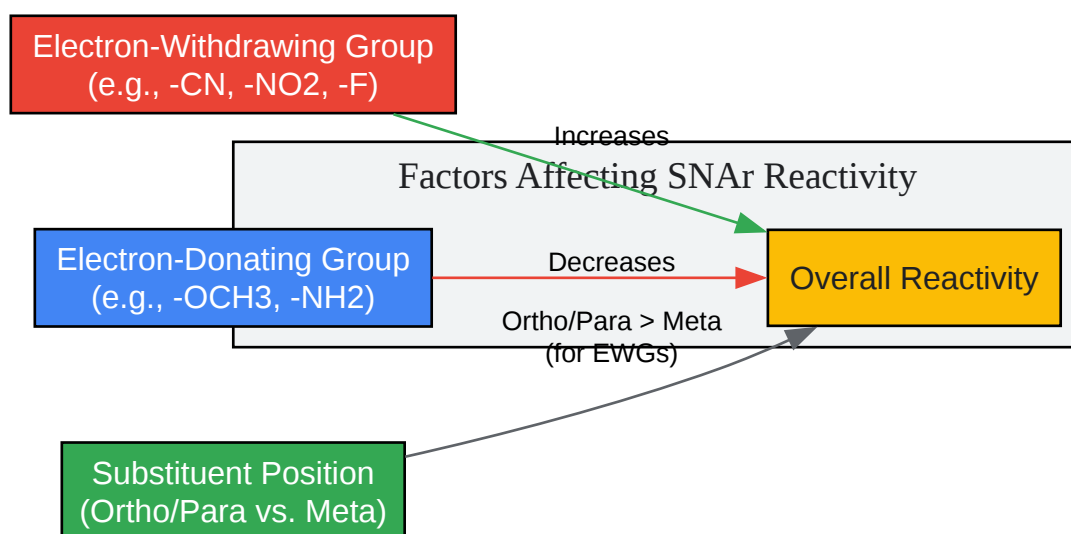 Electron-Withdrawing Group
(e.g., -CN, -NO2, -F)
Increases
Factors Affecting SNAr Reactivity
Electron-Donating Group
(e.g., -OCH3, -NH2)
Decreases
Overall Reactivity
Ortho/Para > Meta
(for EWGs)
Substituent Position
(Ortho/Para vs. Meta)